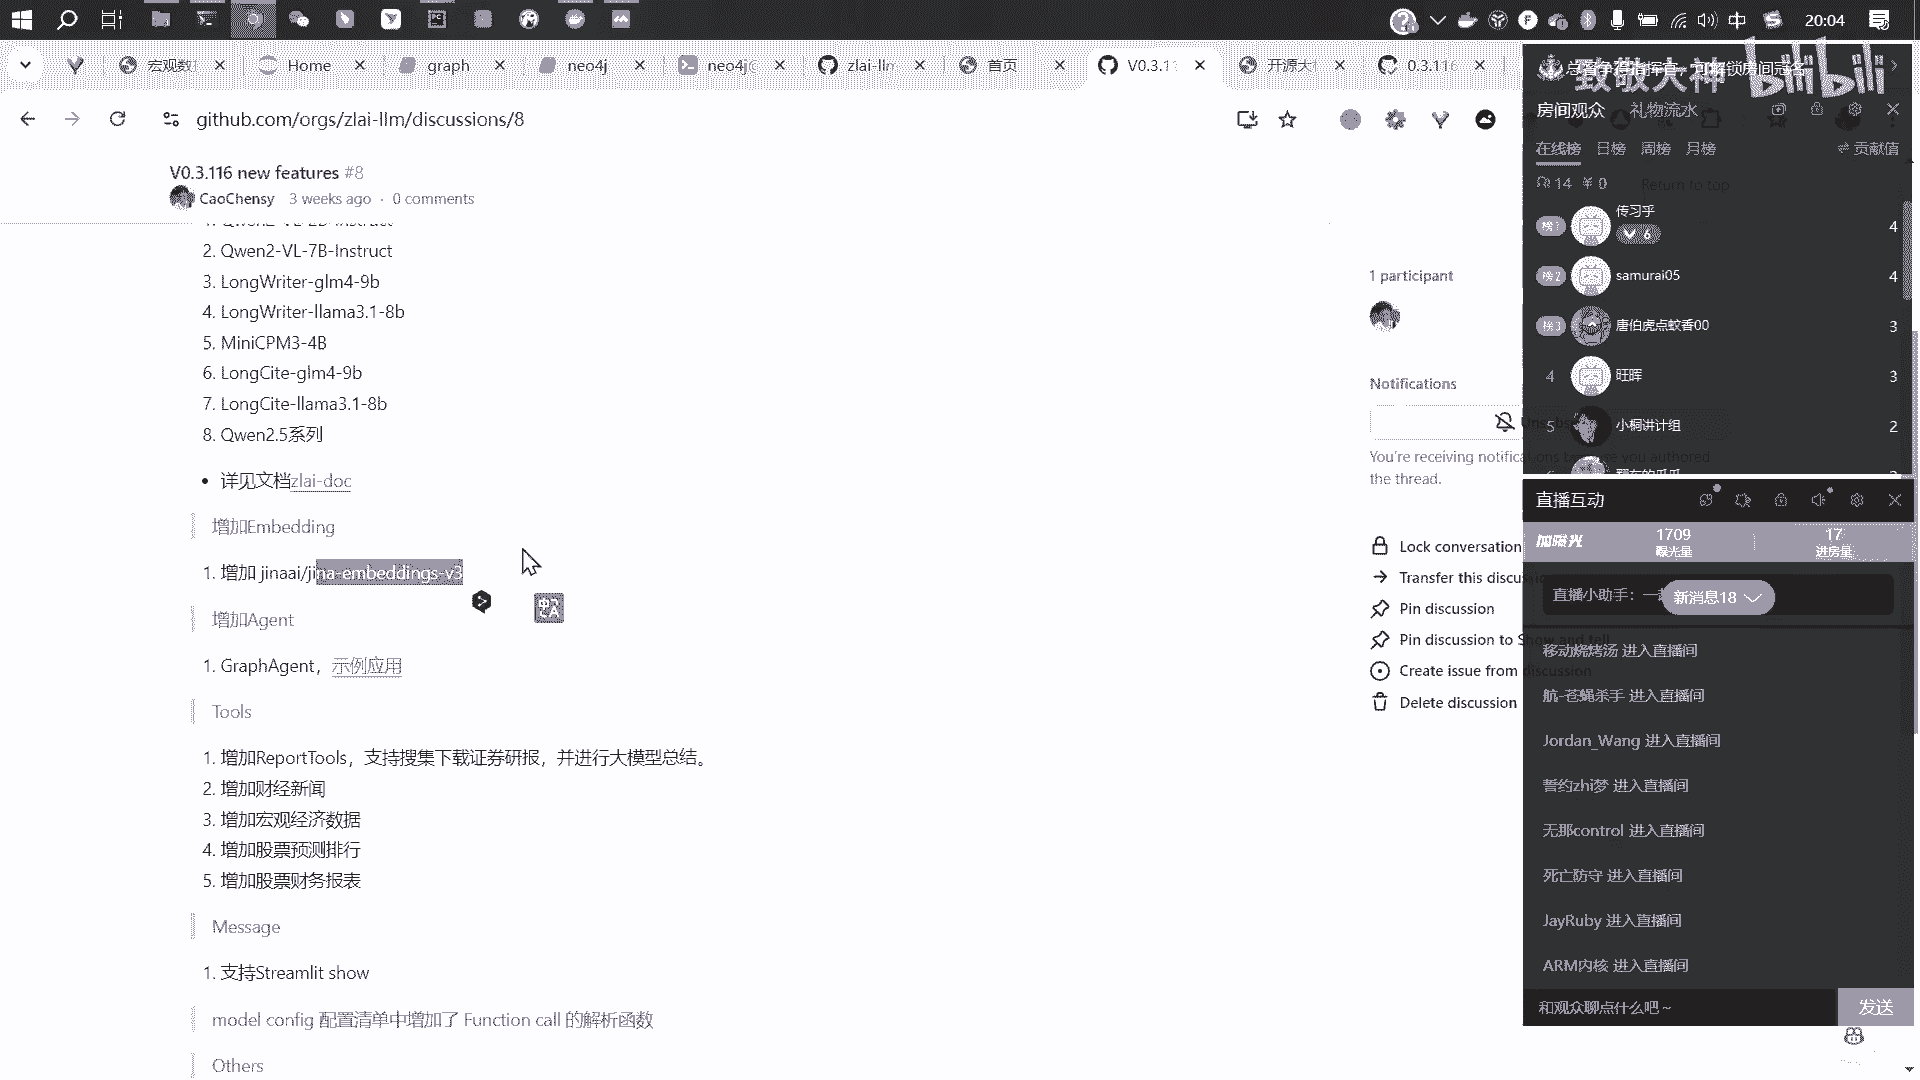 20:04
中
宏观数
Home
graph
neo4j
neo4j@
zlai-llm
首页
V0.3.11
开源大
0.3.116
github.com/orgs/zlai-llm/discussions/8
V0.3.116 new features #8
CaoChensy 3 weeks ago · 0 comments
2. Qwen2-VL-7B-Instruct
3. LongWriter-glm4-9b
4. LongWriter-llama3.1-8b
5. MiniCPM3-4B
6. LongCite-glm4-9b
7. LongCite-llama3.1-8b
8. Qwen2.5系列
详见文档zlai-doc
增加Embedding
1. 增加 jinaai/jina-embeddings-v3
增加Agent
1. GraphAgent，示例应用
Tools
1. 增加ReportTools，支持搜集下载证券研报，并进行大模型总结。
2. 增加财经新闻
3. 增加宏观经济数据
4. 增加股票预测排行
5. 增加股票财务报表
Message
1. 支持Streamlit show
model config 配置清单中增加了 Function call 的解析函数
Others
1 participant
Notifications
You're receiving notifications because you authored
the thread.
Lock conversation
Transfer this discussion
Pin discussion
Pin discussion to Show and tell
Create issue from discussion
Delete discussion
致敬大神 bilibili
房间观众 礼物流水
在线榜 日榜 周榜 月榜 贡献值
14 ¥ 0
Return to top
榜1 传习乎 4
6
榜2 samurai05 4
榜3 唐伯虎点蚊香00 3
4 旺晖 3
5 小桐讲计组 2
直播互动
加曝光
1709 17
曝光量 进房量
直播小助手：一起
新消息18
移动烧烤汤 进入直播间
航-苍蝇杀手 进入直播间
Jordan_Wang 进入直播间
誓约zhi梦 进入直播间
无那control 进入直播间
死亡防守 进入直播间
JayRuby 进入直播间
ARM内核 进入直播间
和观众聊点什么吧～
发送